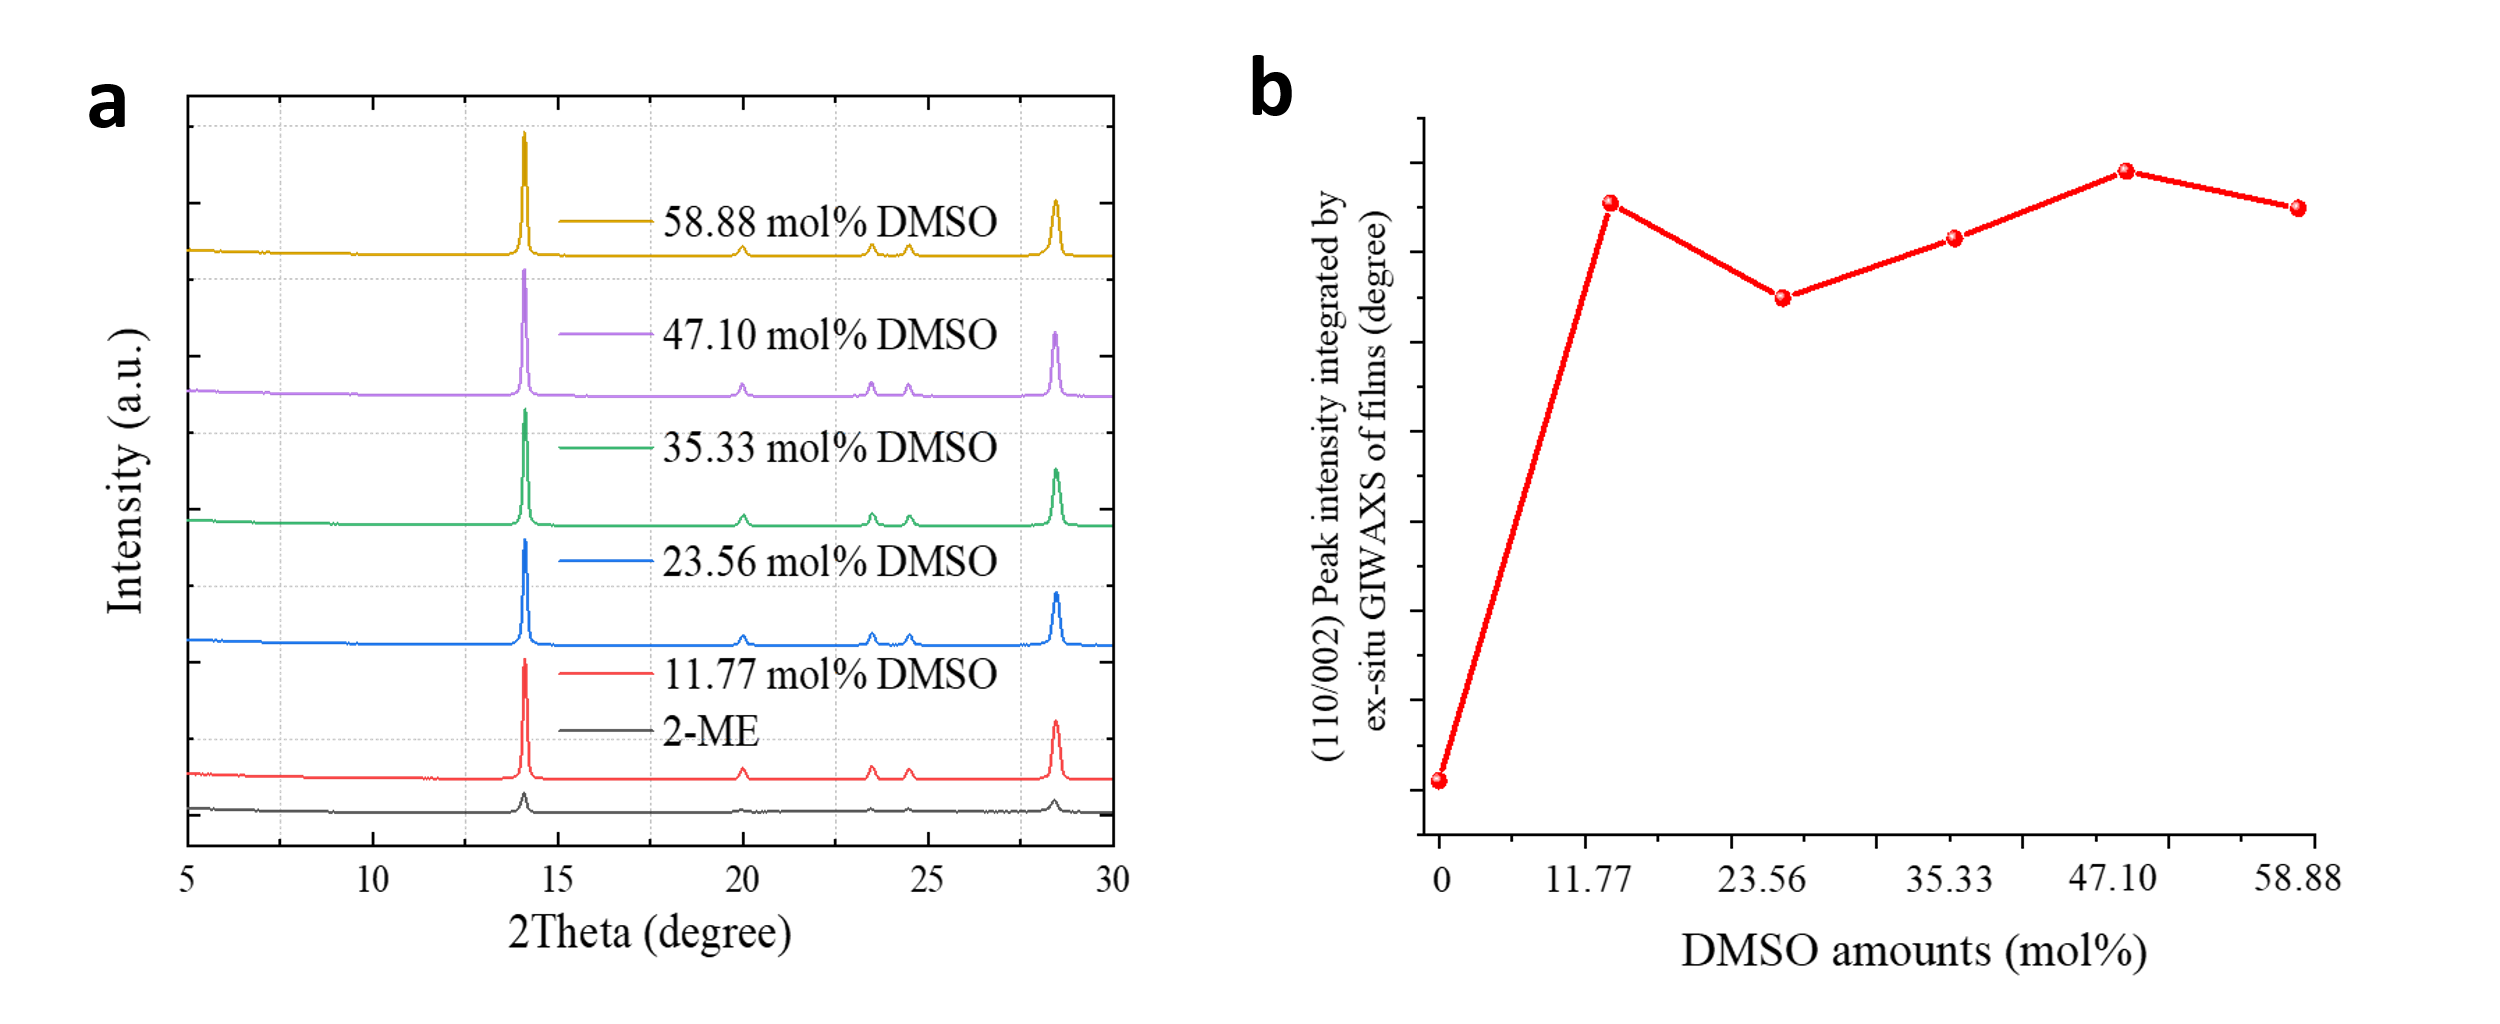 a
58.88 mol% DMSO
47.10 mol% DMSO
35.33 mol% DMSO
23.56 mol% DMSO
11.77 mol% DMSO
2-ME
Intensity (a.u.)
5 10 15 20 25 30
2Theta (degree)
b
(110/002) Peak intensity integrated by
ex-situ GIWAXS of films (degree)
0 11.77 23.56 35.33 47.10 58.88
DMSO amounts (mol%)